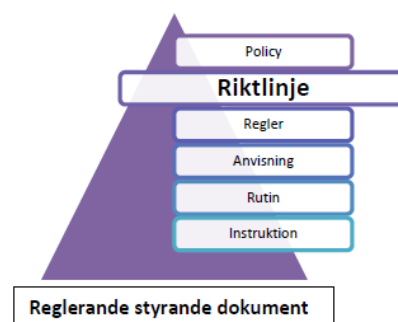 Policy
Riktlinje
Regler
Anvisning
Rutin
Instruktion
Reglerande styrande dokument